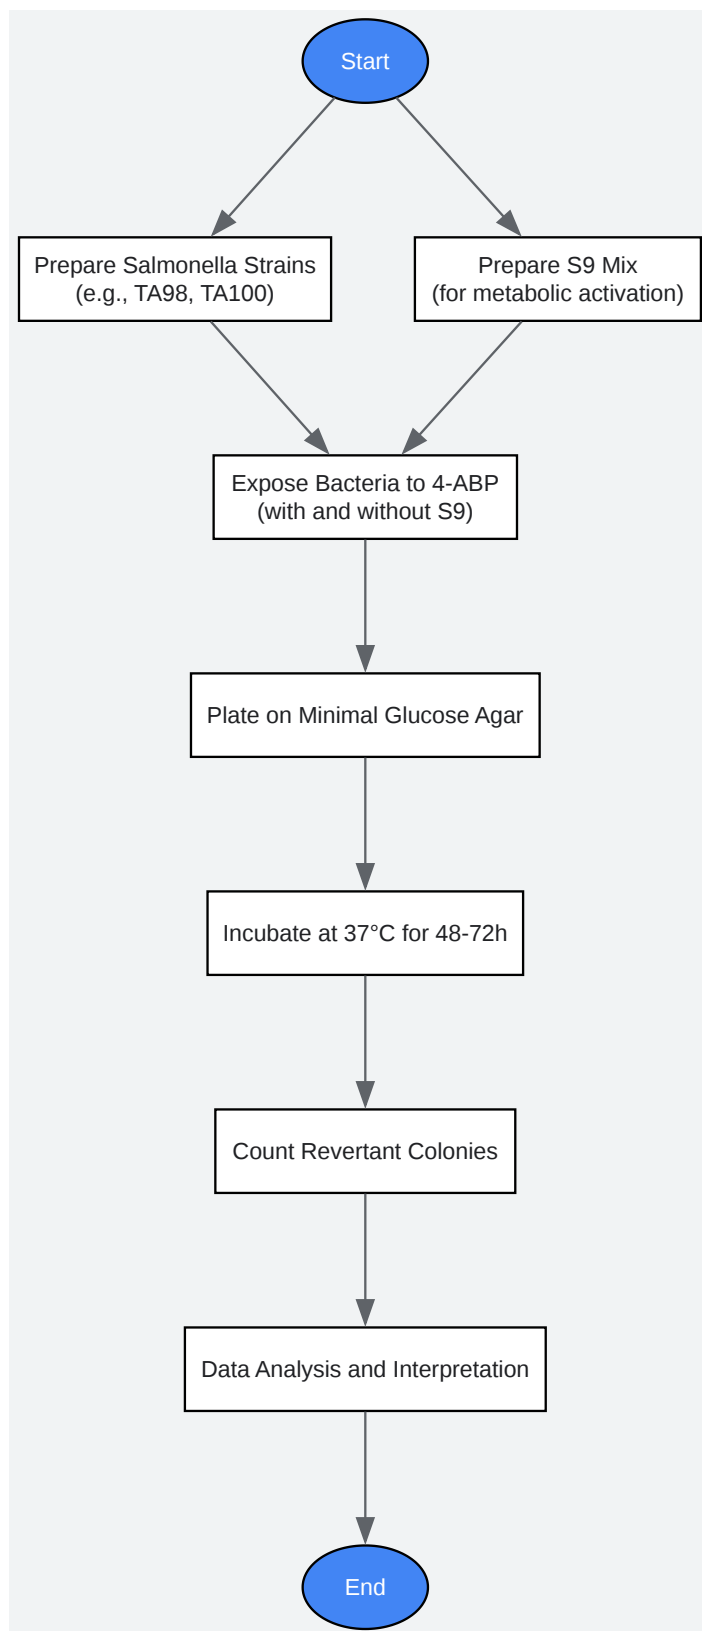 Start
Prepare Salmonella Strains
(e.g., TA98, TA100)
Prepare S9 Mix
(for metabolic activation)
Expose Bacteria to 4-ABP
(with and without S9)
Plate on Minimal Glucose Agar
Incubate at 37°C for 48-72h
Count Revertant Colonies
Data Analysis and Interpretation
End